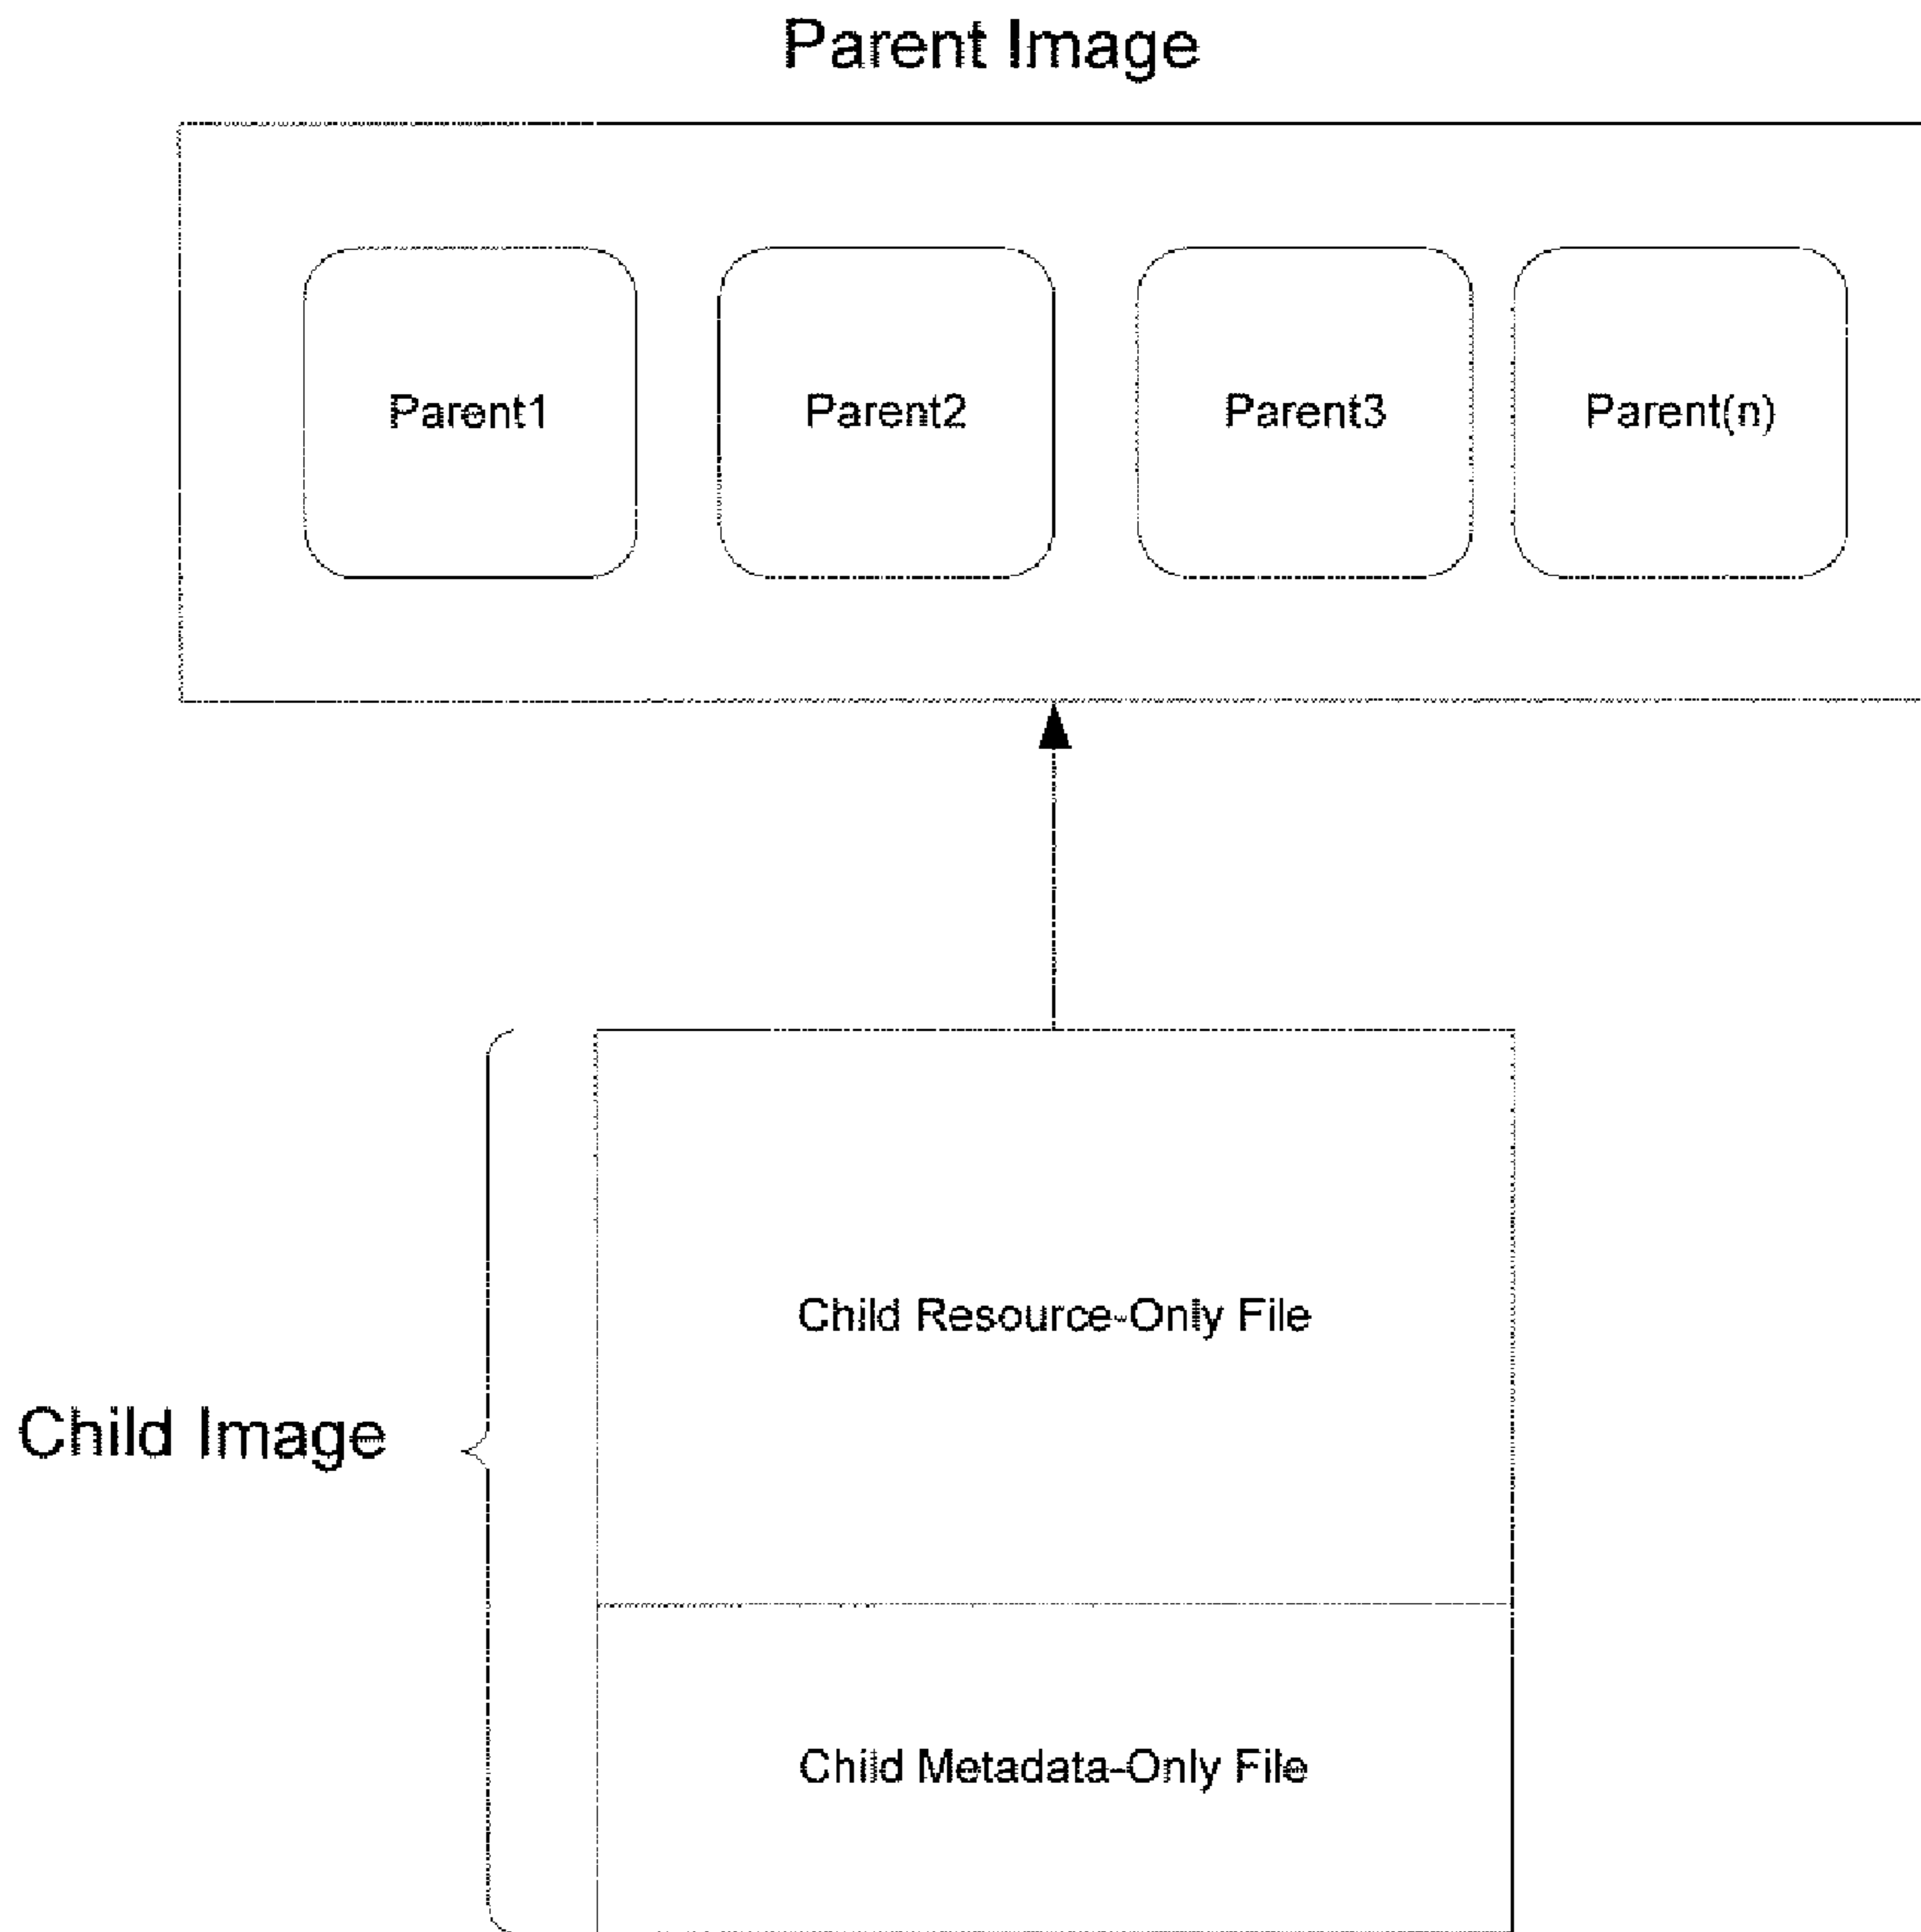 Parent Image
Parent1
Parent2
Parent3
Parent(n)
Child Resource-Only File
Child Image
Child Metadata-Only File